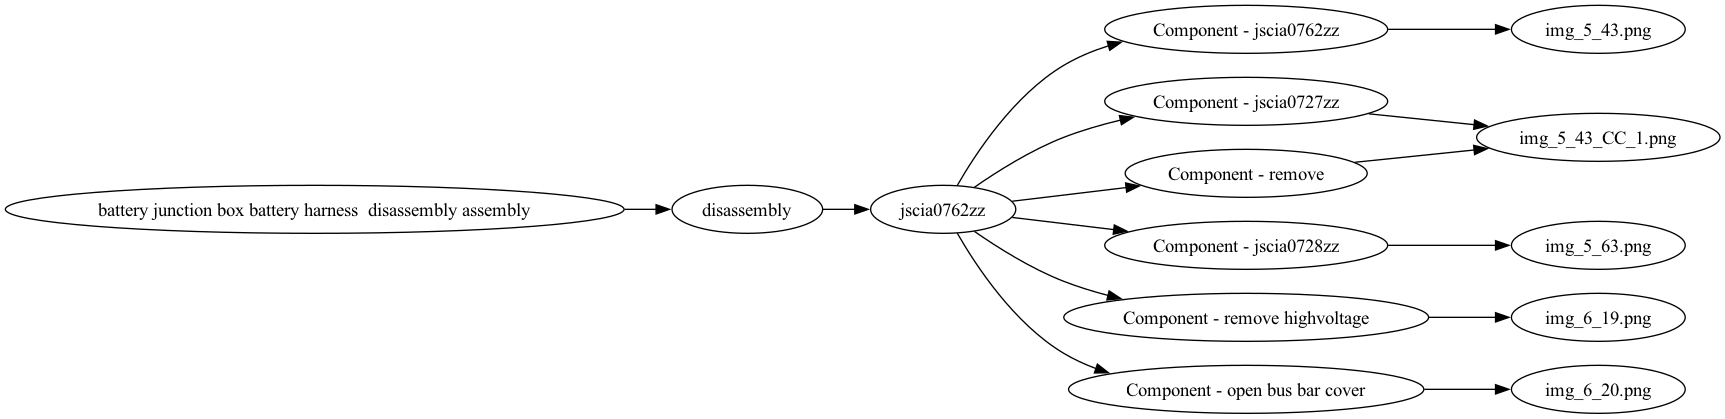 battery junction box battery harness  disassembly assembly
disassembly
jscia0762zz
Component - jscia0762zz
img_5_43.png
Component - jscia0727zz
Component - remove
img_5_43_CC_1.png
Component - jscia0728zz
img_5_63.png
Component - remove highvoltage
img_6_19.png
Component - open bus bar cover
img_6_20.png